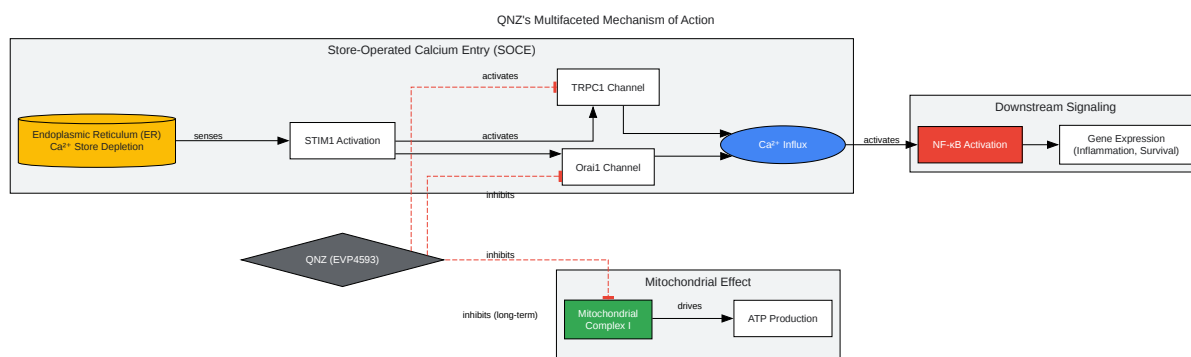 QNZ's Multifaceted Mechanism of Action
Store-Operated Calcium Entry (SOCE)
activates
TRPC1 Channel
Endoplasmic Reticulum (ER)
Ca²⁺ Store Depletion
senses
STIM1 Activation
activates
Orai1 Channel
Ca²⁺ Influx
activates
Downstream Signaling
NF-κB Activation
Gene Expression
(Inflammation, Survival)
inhibits
QNZ (EVP4593)
inhibits
Mitochondrial Effect
inhibits (long-term)
Mitochondrial
Complex I
drives
ATP Production